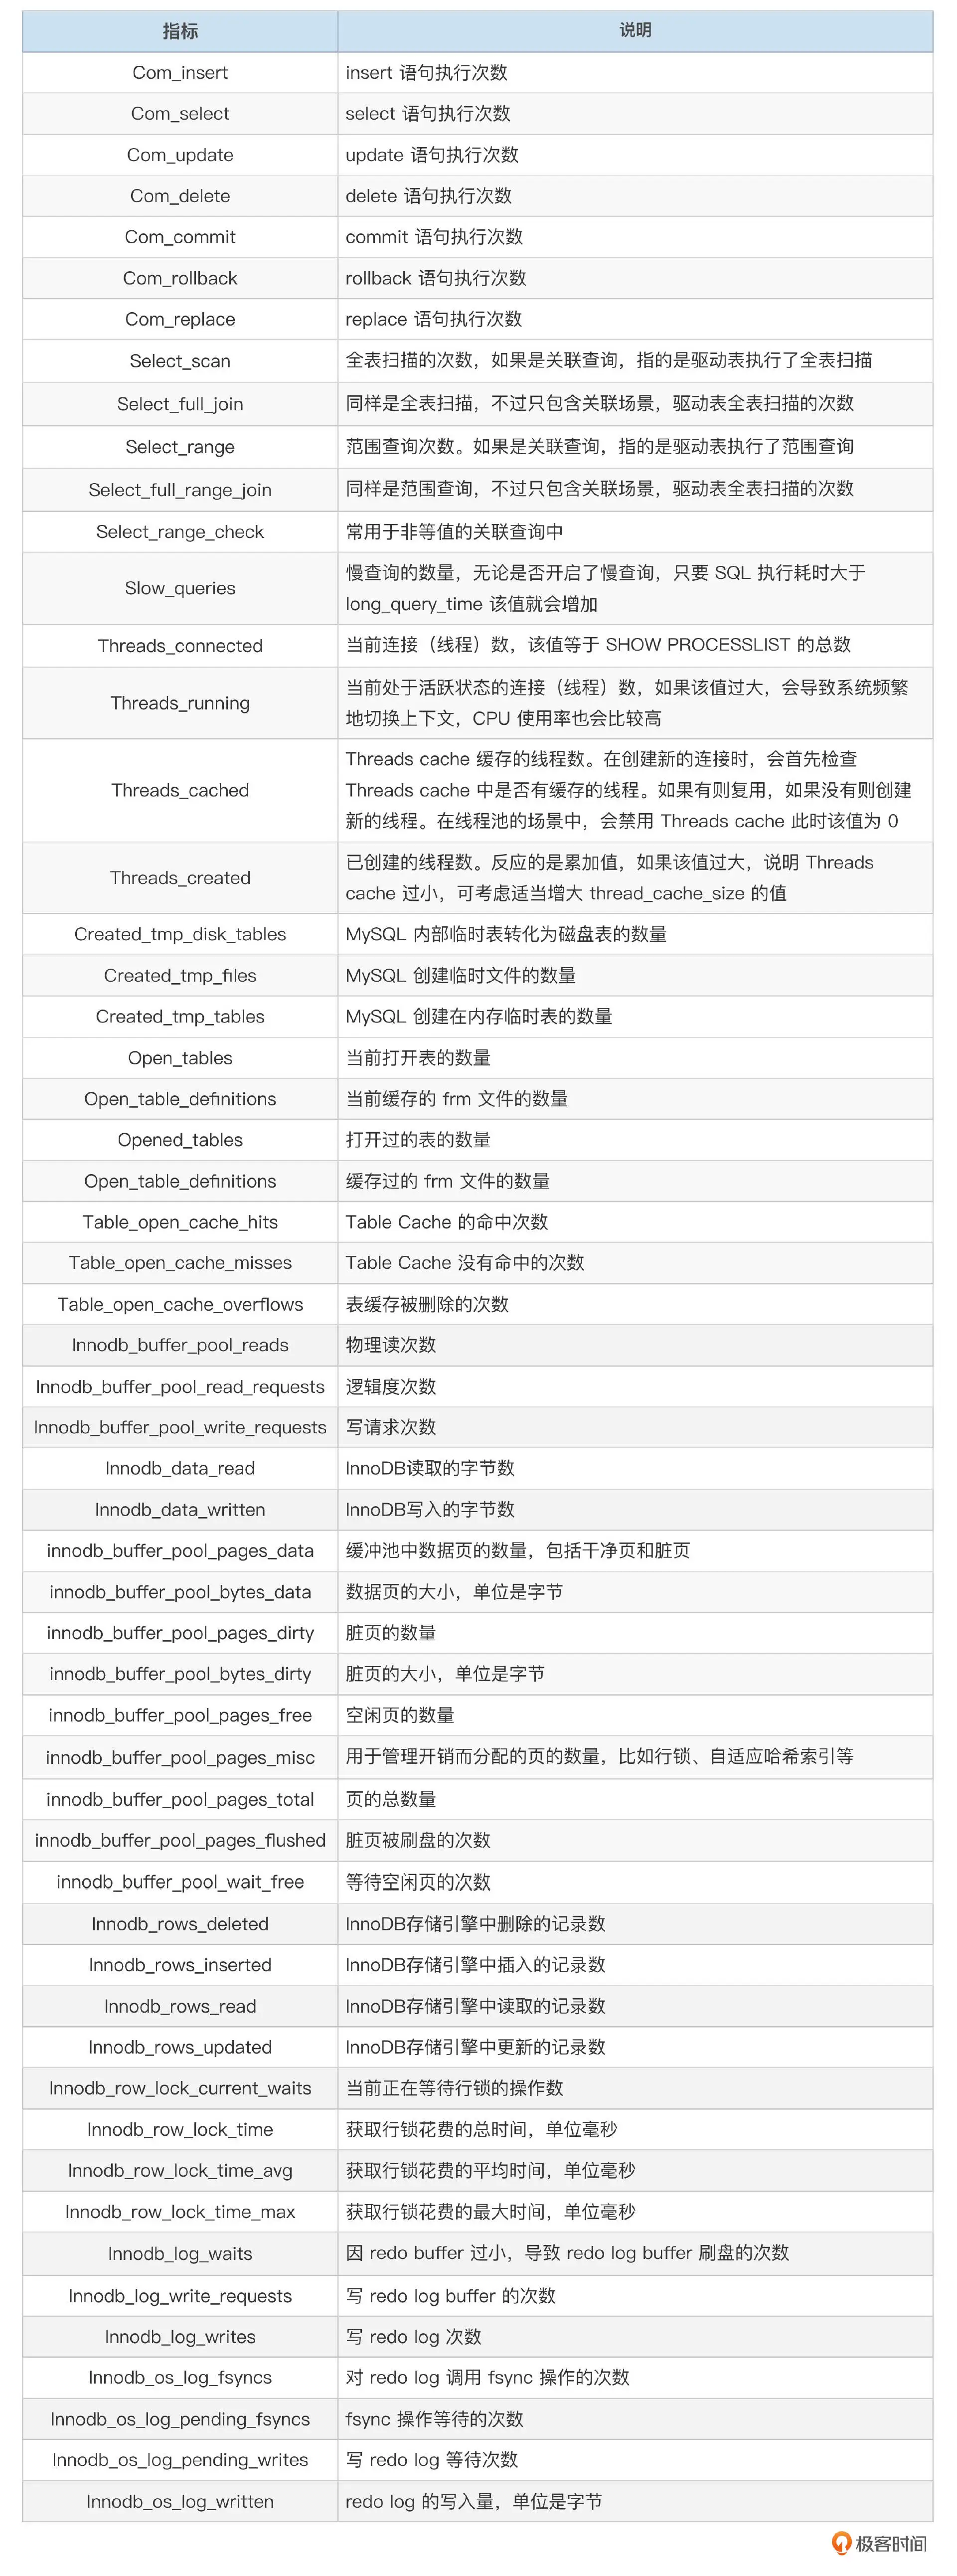 指标 说明
Com_insert insert 语句执行次数
Com_select select 语句执行次数
Com_update update 语句执行次数
Com_delete delete 语句执行次数
Com_commit commit 语句执行次数
Com_rollback rollback 语句执行次数
Com_replace replace 语句执行次数
Select_scan 全表扫描的次数，如果是关联查询，指的是驱动表执行了全表扫描
Select_full_join 同样是全表扫描，不过只包含关联场景，驱动表全表扫描的次数
Select_range 范围查询次数。如果是关联查询，指的是驱动表执行了范围查询
Select_full_range_join 同样是范围查询，不过只包含关联场景，驱动表全表扫描的次数
Select_range_check 常用于非等值的关联查询中
Slow_queries 慢查询的数量，无论是否开启了慢查询，只要 SQL 执行耗时大于
long_query_time 该值就会增加
Threads_connected 当前连接（线程）数，该值等于 SHOW PROCESSLIST 的总数
Threads_running 当前处于活跃状态的连接（线程）数，如果该值过大，会导致系统频繁
地切换上下文，CPU 使用率也会比较高
Threads_cached Threads cache 缓存的线程数。在创建新的连接时，会首先检查
Threads cache 中是否有缓存的线程。如果有则复用，如果没有则创建
新的线程。在线程池的场景中，会禁用 Threads cache 此时该值为 0
Threads_created 已创建的线程数。反应的是累加值，如果该值过大，说明 Threads
cache 过小，可考虑适当增大 thread_cache_size 的值
Created_tmp_disk_tables MySQL 内部临时表转化为磁盘表的数量
Created_tmp_files MySQL 创建临时文件的数量
Created_tmp_tables MySQL 创建在内存临时表的数量
Open_tables 当前打开表的数量
Open_table_definitions 当前缓存的 frm 文件的数量
Opened_tables 打开过的表的数量
Open_table_definitions 缓存过的 frm 文件的数量
Table_open_cache_hits Table Cache 的命中次数
Table_open_cache_misses Table Cache 没有命中的次数
Table_open_cache_overflows 表缓存被删除的次数
Innodb_buffer_pool_reads 物理读次数
Innodb_buffer_pool_read_requests 逻辑度次数
Innodb_buffer_pool_write_requests 写请求次数
Innodb_data_read InnoDB读取的字节数
Innodb_data_written InnoDB写入的字节数
innodb_buffer_pool_pages_data 缓冲池中数据页的数量，包括干净页和脏页
innodb_buffer_pool_bytes_data 数据页的大小，单位是字节
innodb_buffer_pool_pages_dirty 脏页的数量
innodb_buffer_pool_bytes_dirty 脏页的大小，单位是字节
innodb_buffer_pool_pages_free 空闲页的数量
innodb_buffer_pool_pages_misc 用于管理开销而分配的页的数量，比如行锁、自适应哈希索引等
innodb_buffer_pool_pages_total 页的总数量
innodb_buffer_pool_pages_flushed 脏页被刷盘的次数
innodb_buffer_pool_wait_free 等待空闲页的次数
Innodb_rows_deleted InnoDB存储引擎中删除的记录数
Innodb_rows_inserted InnoDB存储引擎中插入的记录数
Innodb_rows_read InnoDB存储引擎中读取的记录数
Innodb_rows_updated InnoDB存储引擎中更新的记录数
Innodb_row_lock_current_waits 当前正在等待行锁的操作数
Innodb_row_lock_time 获取行锁花费的总时间，单位毫秒
Innodb_row_lock_time_avg 获取行锁花费的平均时间，单位毫秒
Innodb_row_lock_time_max 获取行锁花费的最大时间，单位毫秒
Innodb_log_waits 因 redo buffer 过小，导致 redo log buffer 刷盘的次数
Innodb_log_write_requests 写 redo log buffer 的次数
Innodb_log_writes 写 redo log 次数
Innodb_os_log_fsyncs 对 redo log 调用 fsync 操作的次数
Innodb_os_log_pending_fsyncs fsync 操作等待的次数
Innodb_os_log_pending_writes 写 redo log 等待次数
Innodb_os_log_written redo log 的写入量，单位是字节
极客时间